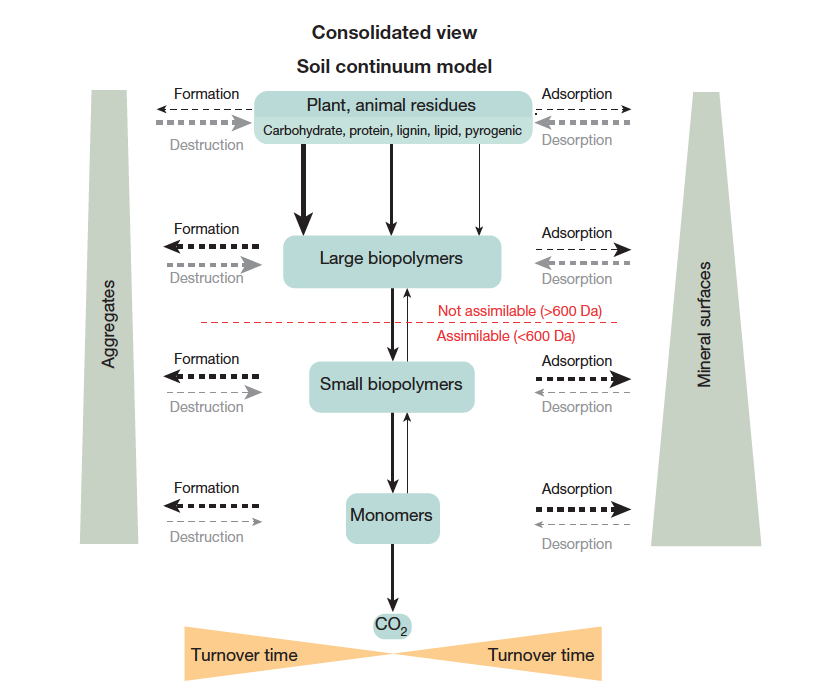 Consolidated view
Soil continuum model
Formation
Destruction
Plant, animal residues
Carbohydrate, protein, lignin, lipid, pyrogenic
Adsorption
Desorption
Formation
Destruction
Large biopolymers
Adsorption
Desorption
Aggregates
Mineral surfaces
Not assimilable (>600 Da)
Assimilable (<600 Da)
Formation
Destruction
Small biopolymers
Adsorption
Desorption
Formation
Destruction
Monomers
Adsorption
Desorption
CO2
Turnover time
Turnover time